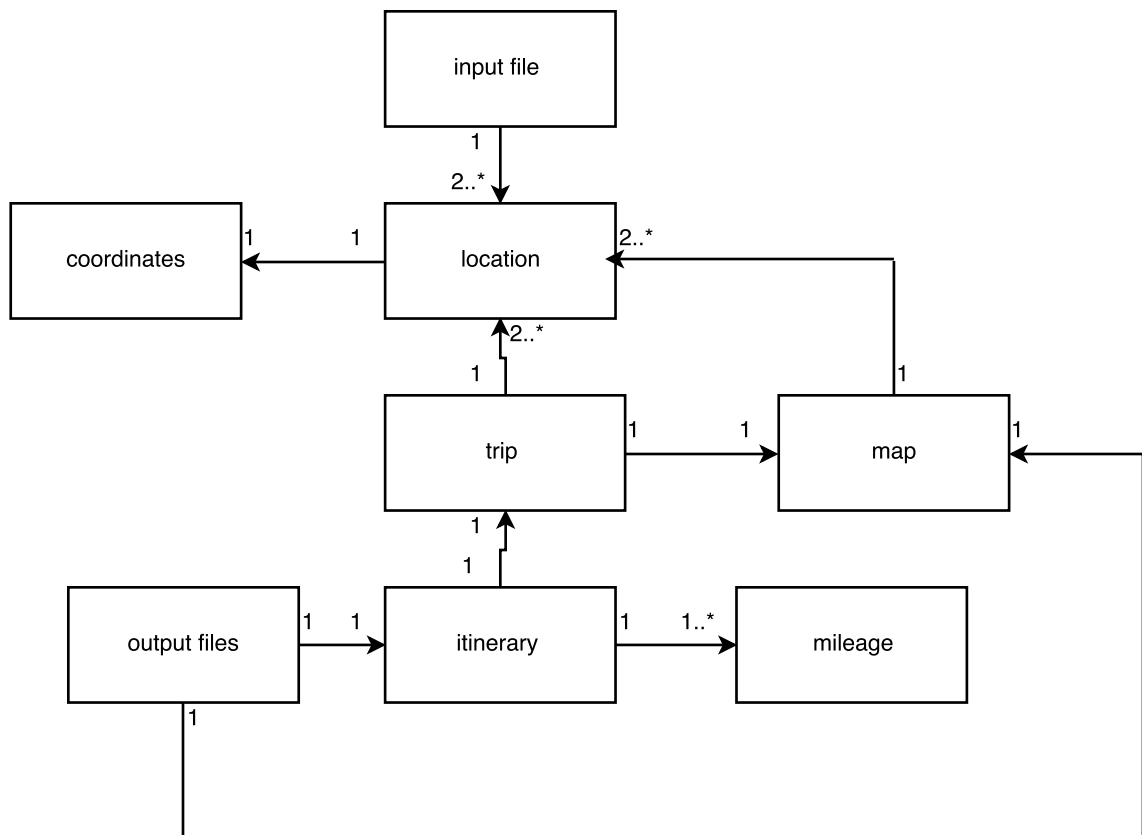 input file
1
2..*
coordinates
1
1
location
2..*
2..*
1
1
trip
1
1
map
1
1
1
output files
1
1
itinerary
1
1..*
mileage
1